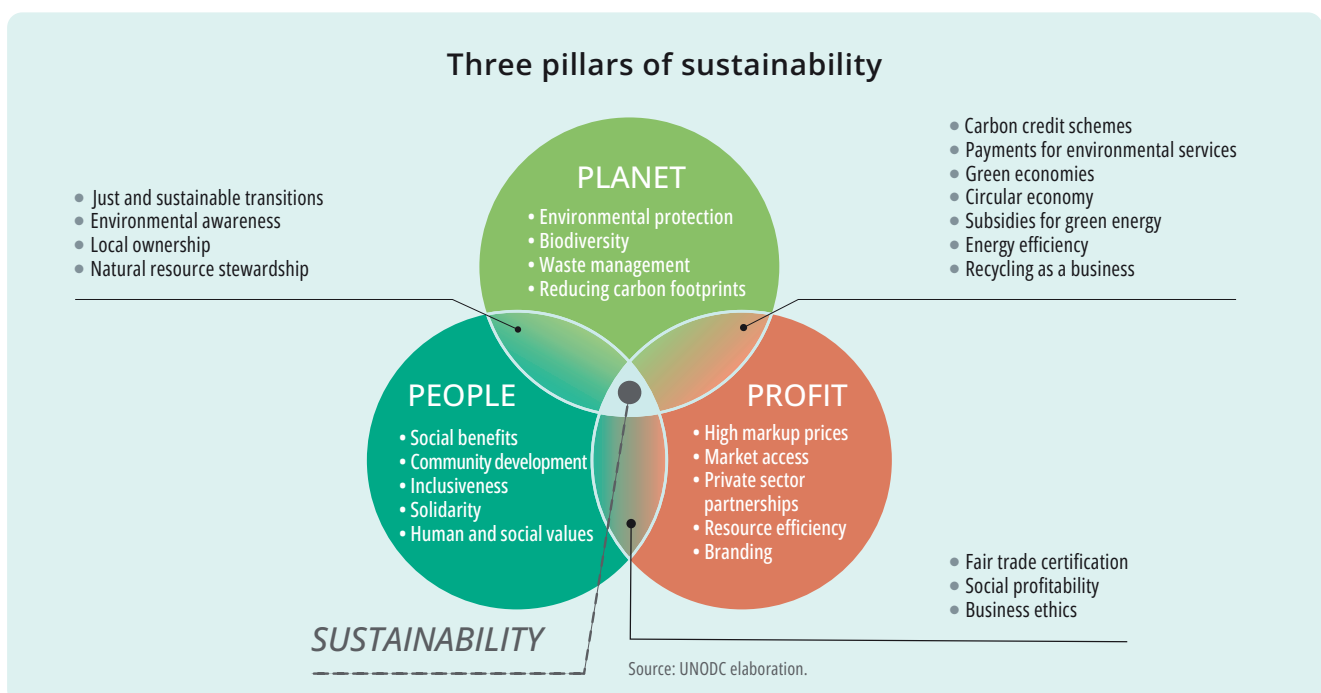 Three pillars of sustainability
PLANET
• Environmental protection
• Biodiversity
• Waste management
• Reducing carbon footprints
• Just and sustainable transitions
• Environmental awareness
• Local ownership
• Natural resource stewardship
• Carbon credit schemes
• Payments for environmental services
• Green economies
• Circular economy
• Subsidies for green energy
• Energy efficiency
• Recycling as a business
PEOPLE
• Social benefits
• Community development
• Inclusiveness
• Solidarity
• Human and social values
PROFIT
• High markup prices
• Market access
• Private sector
partnerships
• Resource efficiency
• Branding
• Fair trade certification
• Social profitability
• Business ethics
SUSTAINABILITY
Source: UNODC elaboration.